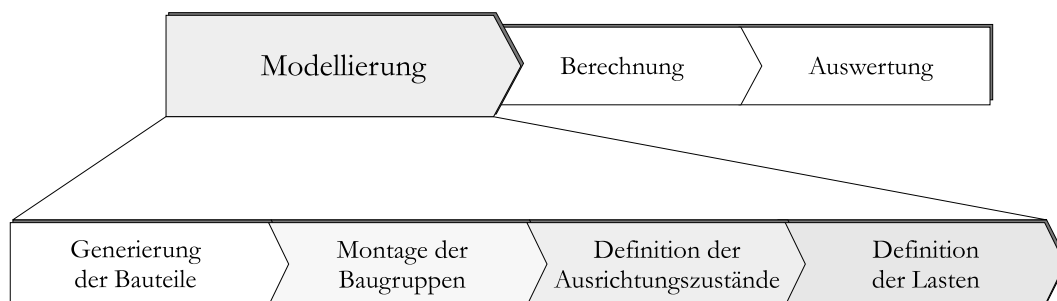 Modellierung
Berechnung
Auswertung
Generierung
der Bauteile
Montage der
Baugruppen
Definition der
Ausrichtungszustände
Definition
der Lasten